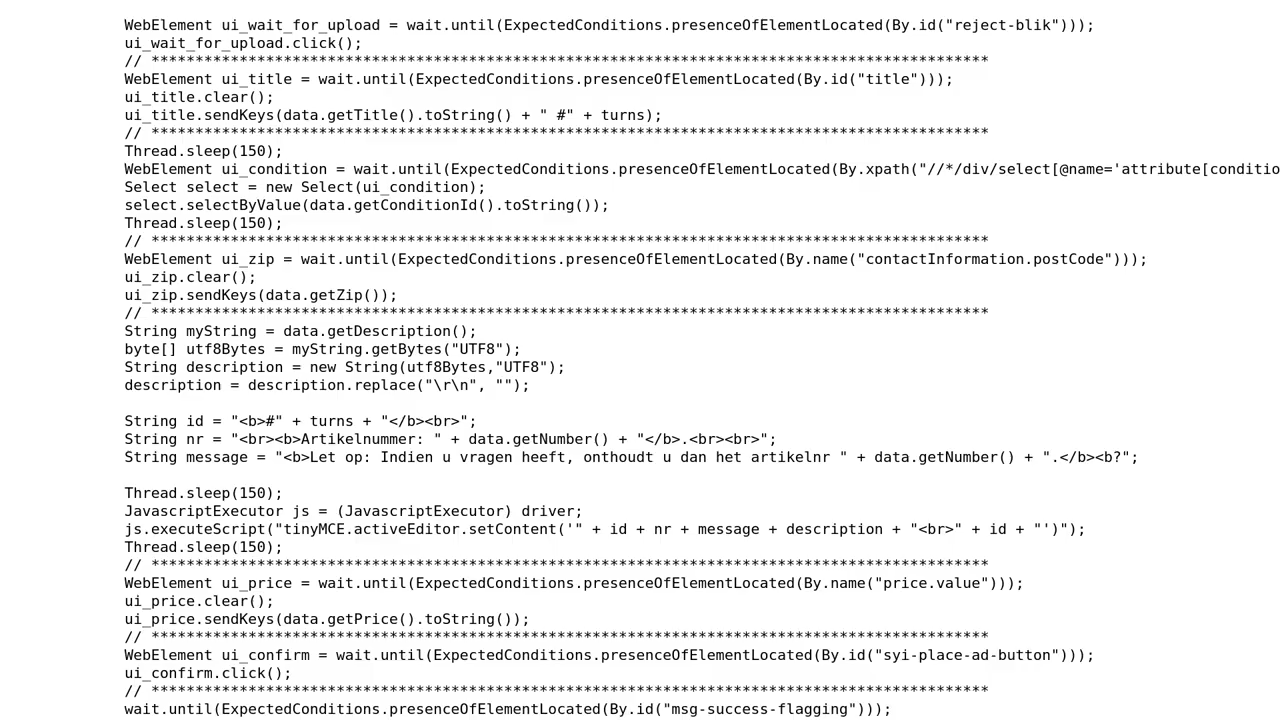 WebElement ui_wait_for_upload = wait.until(ExpectedConditions.presenceOfElementLocated(By.id("reject-blik")));
ui_wait_for_upload.click();
// ***********************************************************************************************
WebElement ui_title = wait.until(ExpectedConditions.presenceOfElementLocated(By.id("title")));
ui_title.clear();
ui_title.sendKeys(data.getTitle().toString() + " #" + turns);
// ***********************************************************************************************
Thread.sleep(150);
WebElement ui_condition = wait.until(ExpectedConditions.presenceOfElementLocated(By.xpath("//*/div/select[@name='attribute[conditio
Select select = new Select(ui_condition);
select.selectByValue(data.getConditionId().toString());
Thread.sleep(150);
// ***********************************************************************************************
WebElement ui_zip = wait.until(ExpectedConditions.presenceOfElementLocated(By.name("contactInformation.postCode")));
ui_zip.clear();
ui_zip.sendKeys(data.getZip());
// ***********************************************************************************************
String myString = data.getDescription();
byte[] utf8Bytes = myString.getBytes("UTF8");
String description = new String(utf8Bytes,"UTF8");
description = description.replace("\r\n", "");
String id = "<b>#" + turns + "</b><br>";
String nr = "<br><b>Artikelnummer: " + data.getNumber() + "</b>.<br><br>";
String message = "<b>Let op: Indien u vragen heeft, onthoudt u dan het artikelnr " + data.getNumber() + ".</b><b?";
Thread.sleep(150);
JavascriptExecutor js = (JavascriptExecutor) driver;
js.executeScript("tinyMCE.activeEditor.setContent('" + id + nr + message + description + "<br>" + id + "')");
Thread.sleep(150);
// ***********************************************************************************************
WebElement ui_price = wait.until(ExpectedConditions.presenceOfElementLocated(By.name("price.value")));
ui_price.clear();
ui_price.sendKeys(data.getPrice().toString());
// ***********************************************************************************************
WebElement ui_confirm = wait.until(ExpectedConditions.presenceOfElementLocated(By.id("syi-place-ad-button")));
ui_confirm.click();
// ***********************************************************************************************
wait.until(ExpectedConditions.presenceOfElementLocated(By.id("msg-success-flagging")));